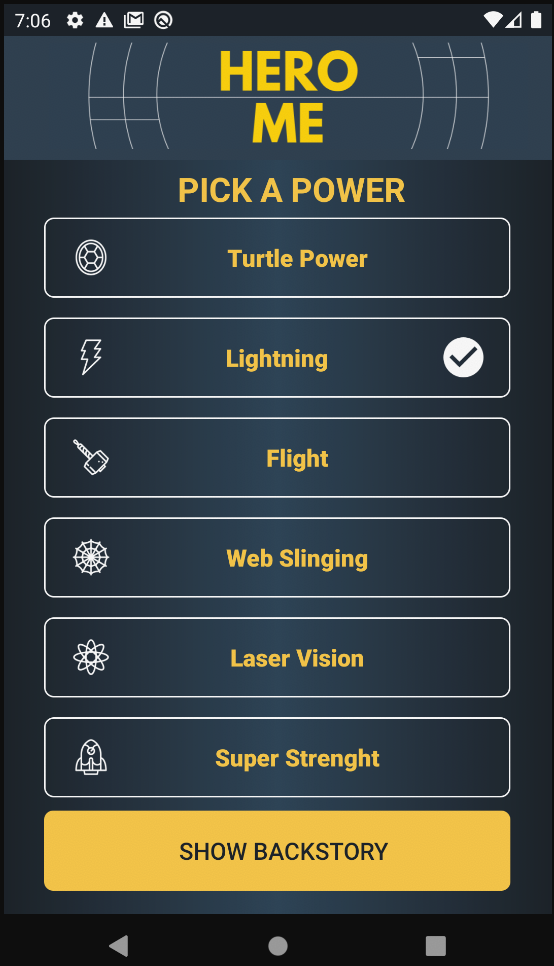 7:06
HERO
ME
PICK A POWER
Turtle Power
Lightning
Flight
Web Slinging
Laser Vision
Super Strenght
SHOW BACKSTORY